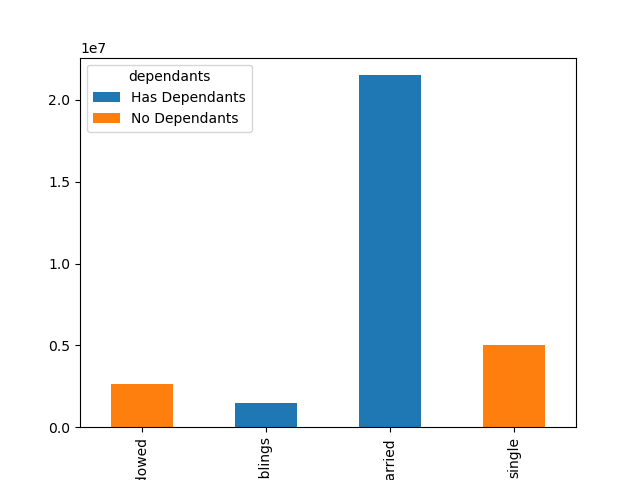 1e7
dependants
Has Dependants
No Dependants
2.0
1.5
1.0
0.5
0.0
dowed
blings
arried
single